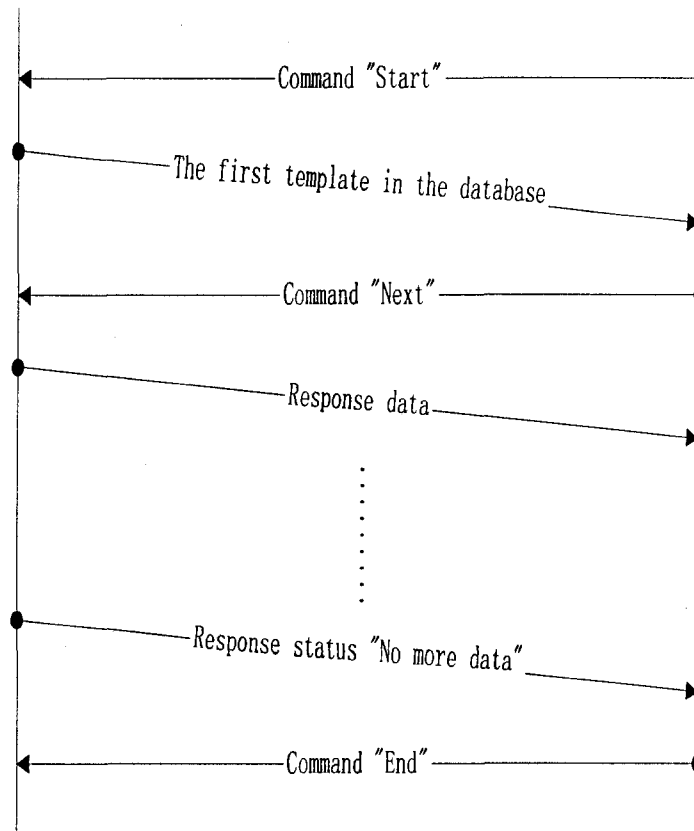 Command "Start"
The first template in the database
Command "Next"
Response data
Response status "No more data"
Command "End"